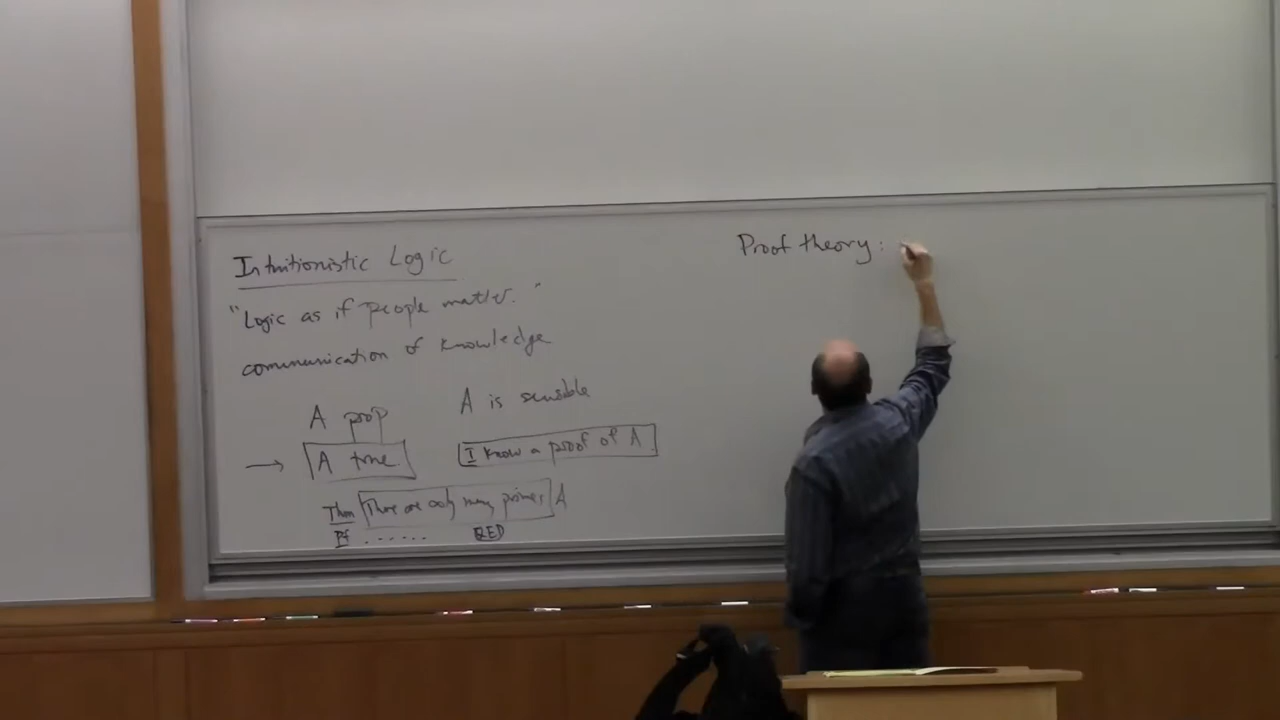 Intuitionistic Logic
"Logic as if people matter."
communication of knowledge
A prop A is sensible
→ A true I know a proof of A
Thm There are only many primes A
Pf ...... QED
Proof theory: